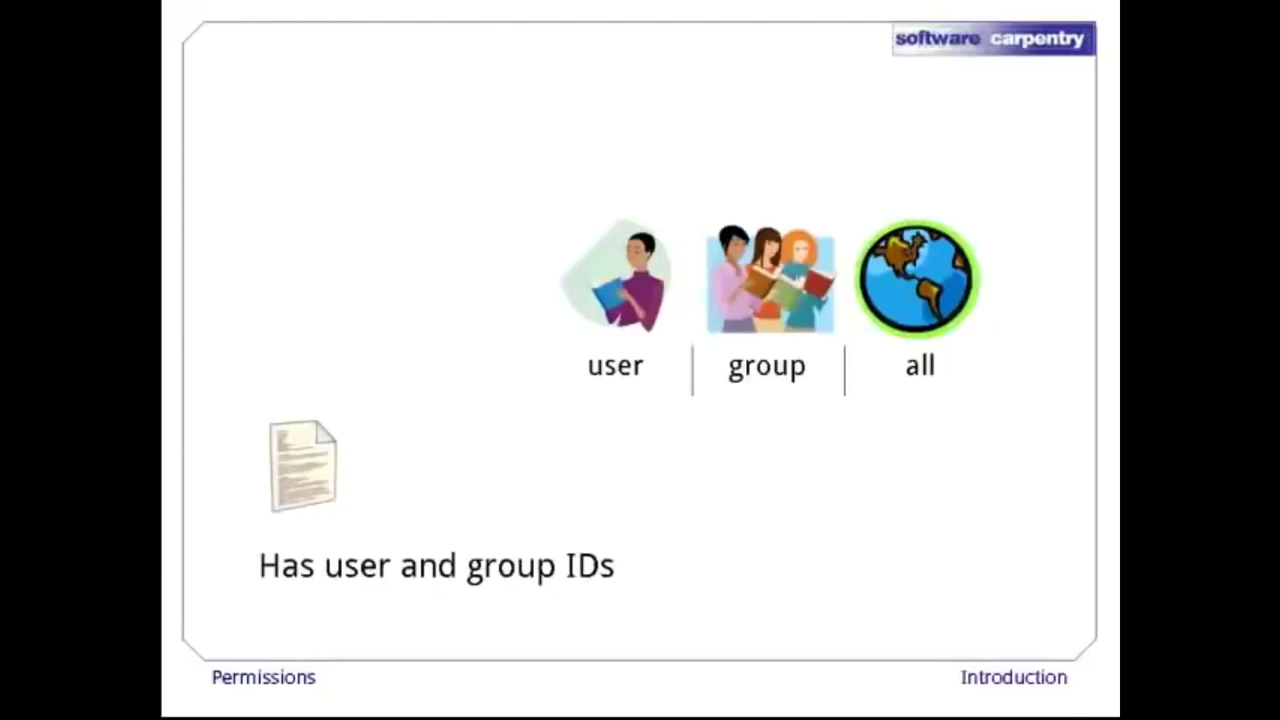 software carpentry
user
group
all
Has user and group IDs
Permissions
Introduction